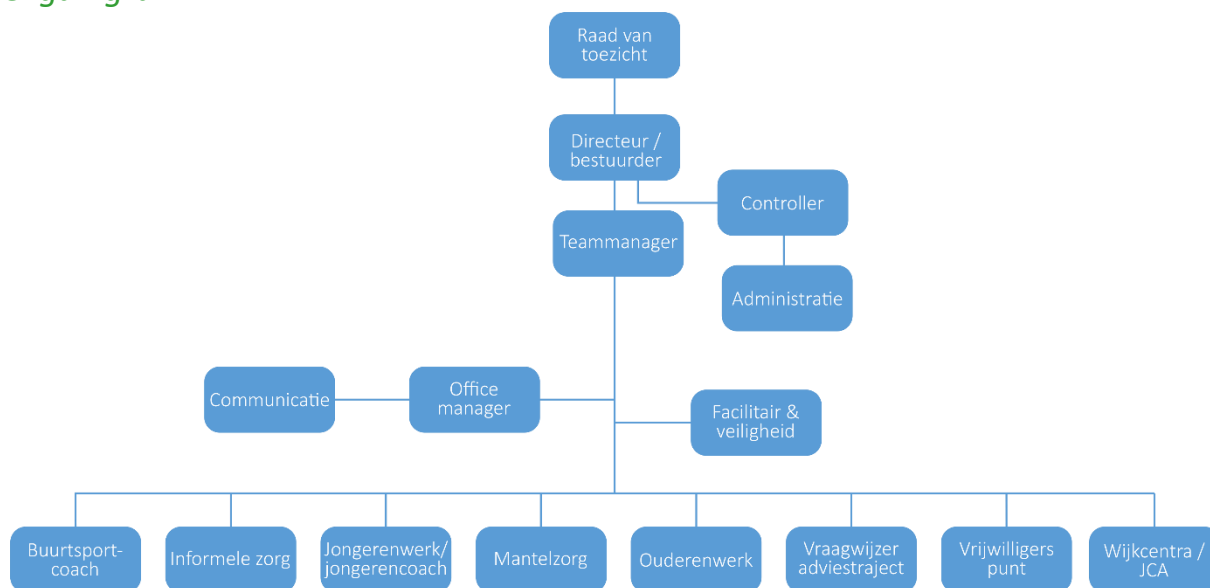 Raad van
toezicht
Directeur /
bestuurder
Controller
Teammanager
Administratie
Communicatie
Office
manager
Facilitair &
veiligheid
Buurtsport-
coach
Informele zorg
Jongerenwerk/
jongerencoach
Mantelzorg
Ouderenwerk
Vraagwijzer
adviestraject
Vrijwilligers
punt
Wijkcentra /
JCA